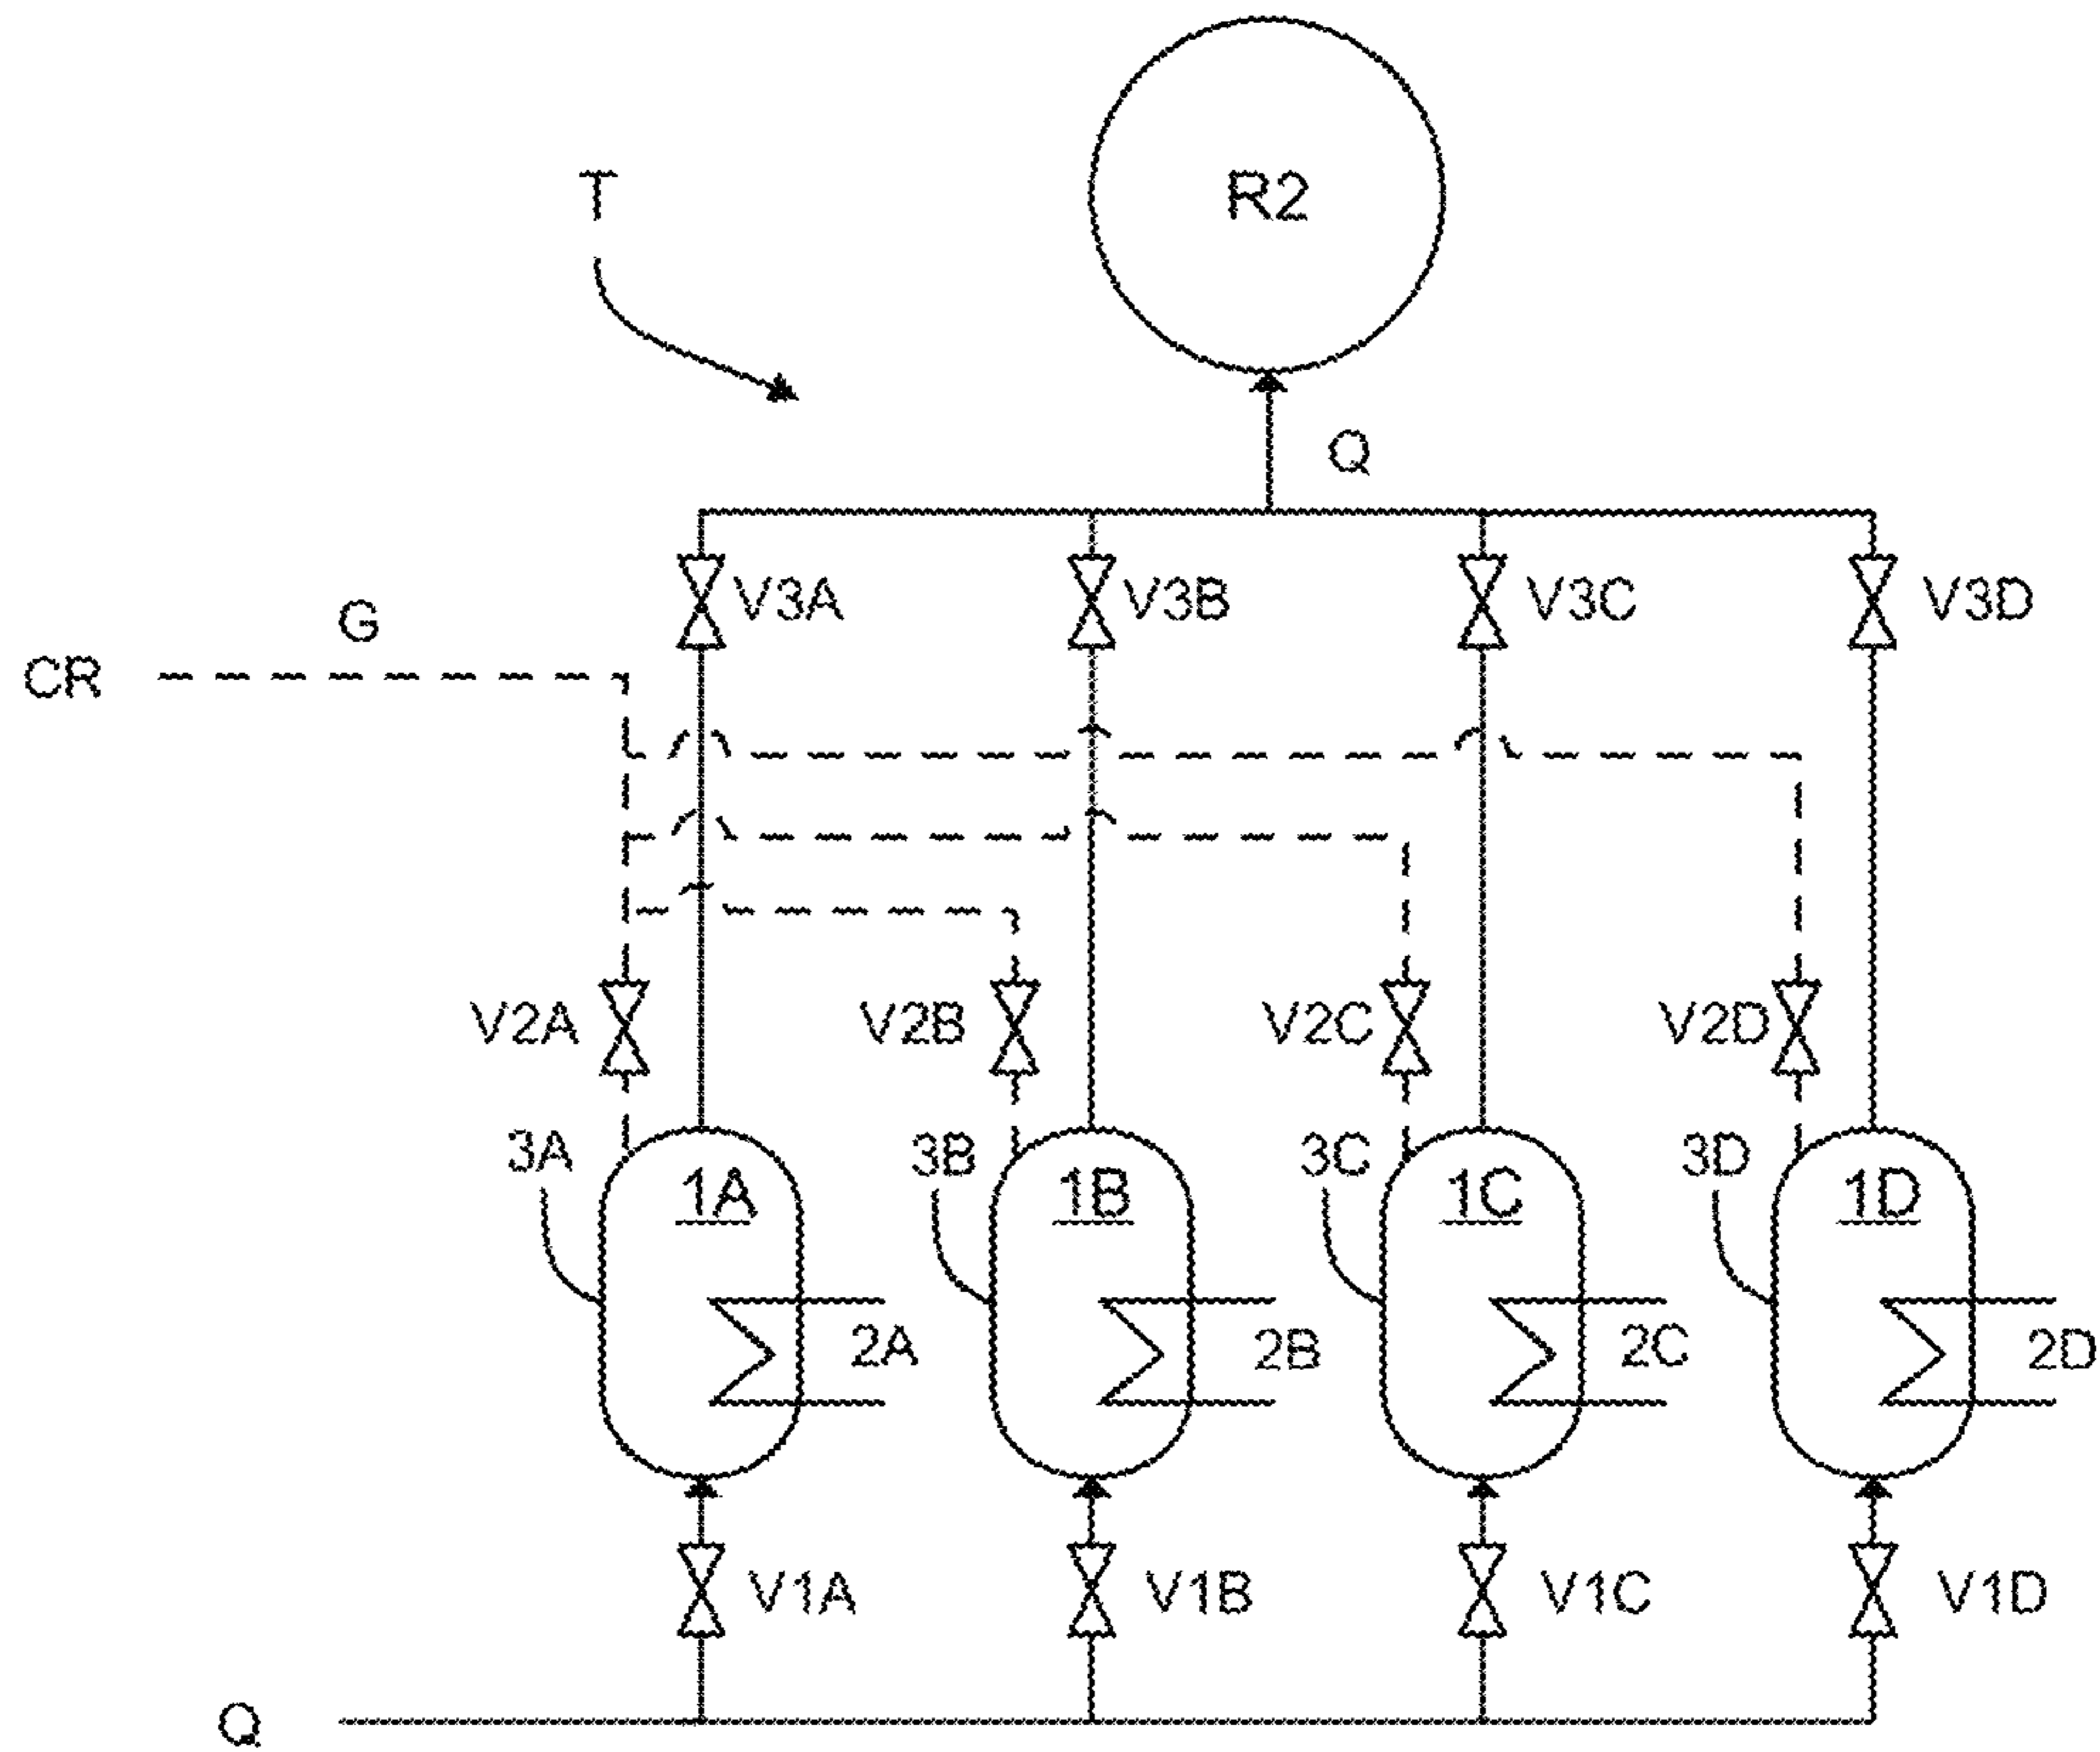 R2
T
Q
V3A V3B V3C V3D
G
CR
V2A V2B V2C V2D
3A 3B 3C 3D
1A 1B 1C 1D
2A 2B 2C 2D
V1A V1B V1C V1D
Q